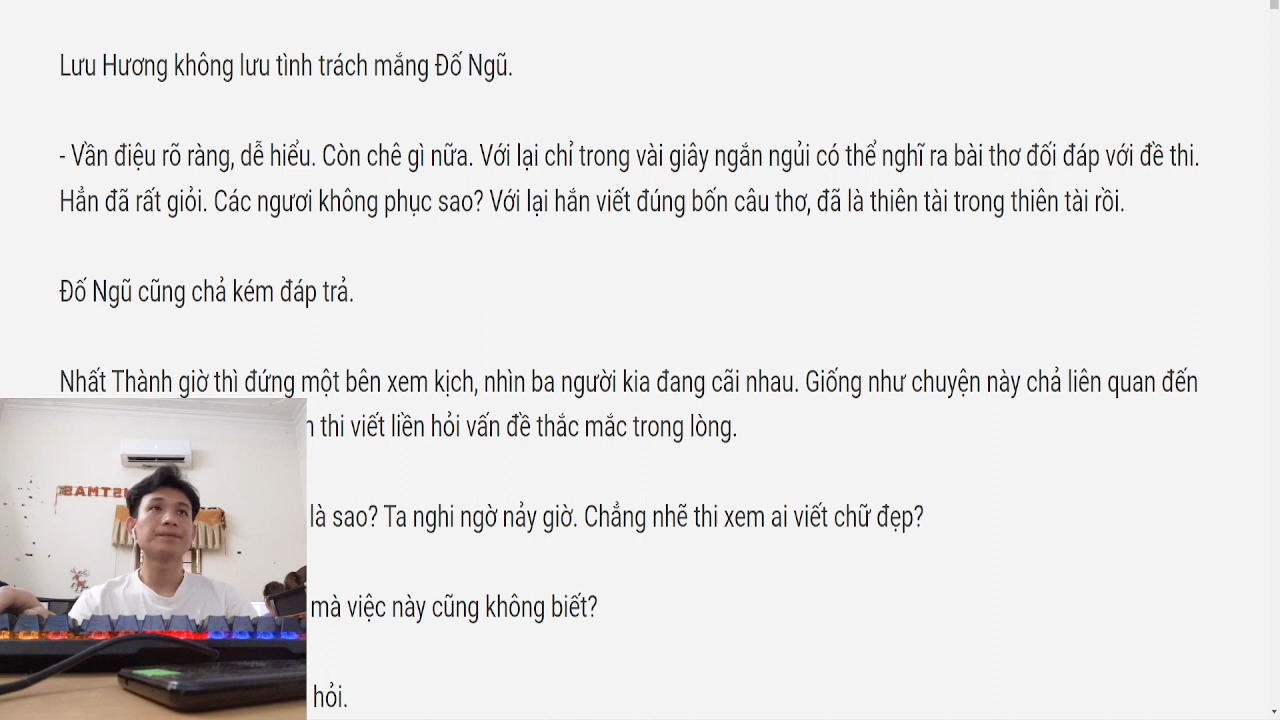 Lưu Hương không lưu tình trách mắng Đố Ngũ.
- Vần điệu rõ ràng, dễ hiểu. Còn chê gì nữa. Với lại chỉ trong vài giây ngắn ngủi có thể nghĩ ra bài thơ đối đáp với đề thi.
Hắn đã rất giỏi. Các ngươi không phục sao? Với lại hắn viết đúng bốn câu thơ, đã là thiên tài trong thiên tài rồi.
Đố Ngũ cũng chả kém đáp trả.
Nhất Thành giờ thì đứng một bên xem kịch, nhìn ba người kia đang cãi nhau. Giống như chuyện này chả liên quan đến
thi viết liền hỏi vấn đề thắc mắc trong lòng.
là sao? Ta nghi ngờ nảy giờ. Chẳng nhẽ thi xem ai viết chữ đẹp?
mà việc này cũng không biết?
hỏi.